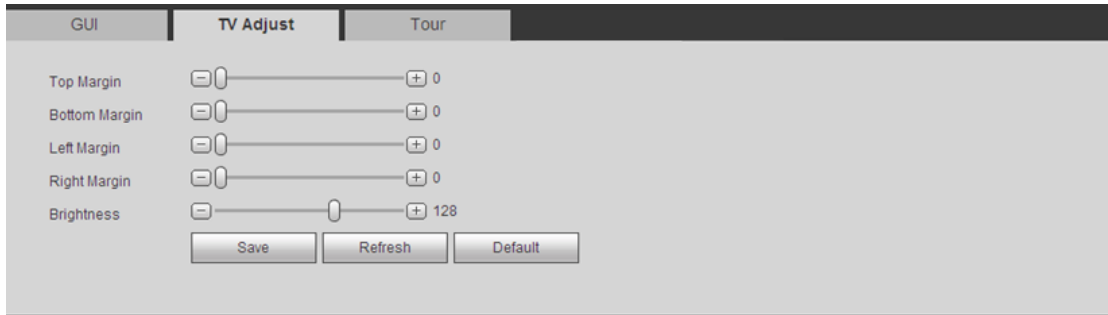 GUI TV Adjust Tour
Top Margin 0
Bottom Margin 0
Left Margin 0
Right Margin 0
Brightness 128
Save Refresh Default